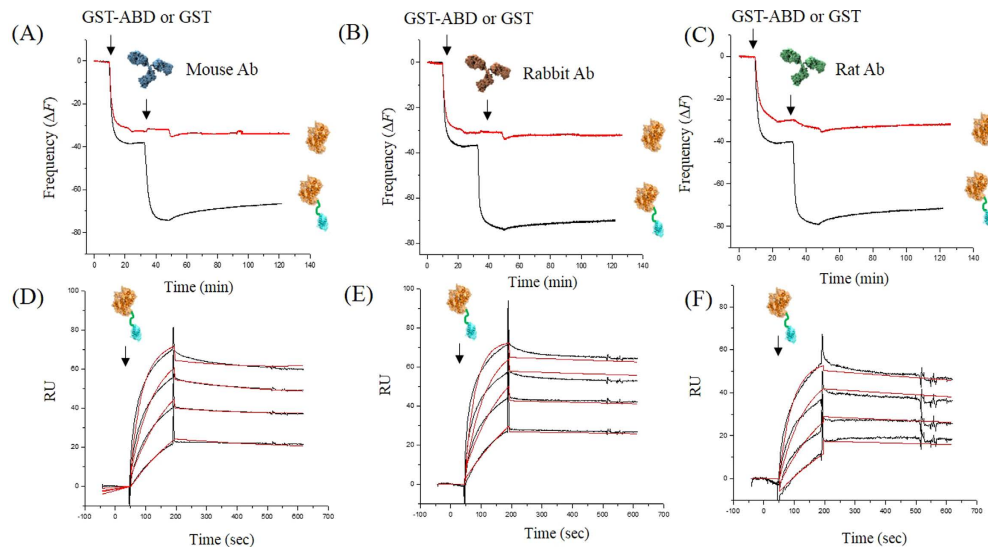 GST-ABD or GST
(A)
Mouse Ab
Frequency (ΔF)
0
-20
-40
-60
-80
0 20 40 60 80 100 120 140
Time (min)
GST-ABD or GST
(B)
Rabbit Ab
Frequency (ΔF)
0
-20
-40
-60
-80
0 20 40 60 80 100 120 140
Time (min)
GST-ABD or GST
(C)
Rat Ab
Frequency (ΔF)
0
-20
-40
-60
-80
0 20 40 60 80 100 120 140
Time (min)
(D)
RU
100
80
60
40
20
0
-100 0 100 200 300 400 500 600 700
Time (sec)
(E)
RU
100
80
60
40
20
0
-100 0 100 200 300 400 500 600 700
Time (sec)
(F)
RU
80
60
40
20
0
-100 0 100 200 300 400 500 600 700
Time (sec)